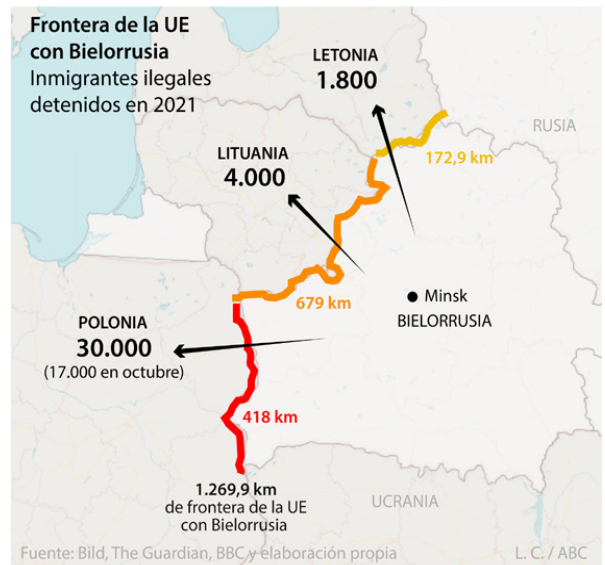 Frontera de la UE
con Bielorrusia
Inmigrantes ilegales
detenidos en 2021
LETONIA
1.800
RUSIA
172,9 km
LITUANIA
4.000
679 km
Minsk
BIELORRUSIA
POLONIA
30.000
(17.000 en octubre)
418 km
1.269,9 km
de frontera de la UE
con Bielorrusia
UCRANIA
Fuente: Bild, The Guardian, BBC y elaboración propia
L. C. / ABC